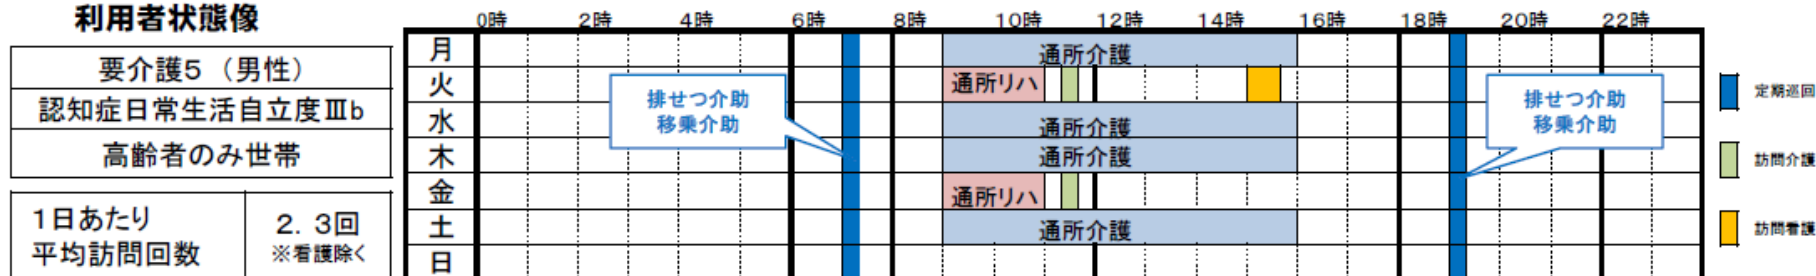 利用者状態像
要介護5 (男性)
認知症日常生活自立度Ⅲb
高齢者のみ世帯
1日あたり
平均訪問回数
2.3回
※看護除く
0時 2時 4時 6時 8時 10時 12時 14時 16時 18時 20時 22時
月 通所介護
火 通所リハ
水 通所介護
木 通所介護
金 通所リハ
土 通所介護
日
排せつ介助
移乗介助
排せつ介助
移乗介助
定期巡回
訪問介護
訪問看護